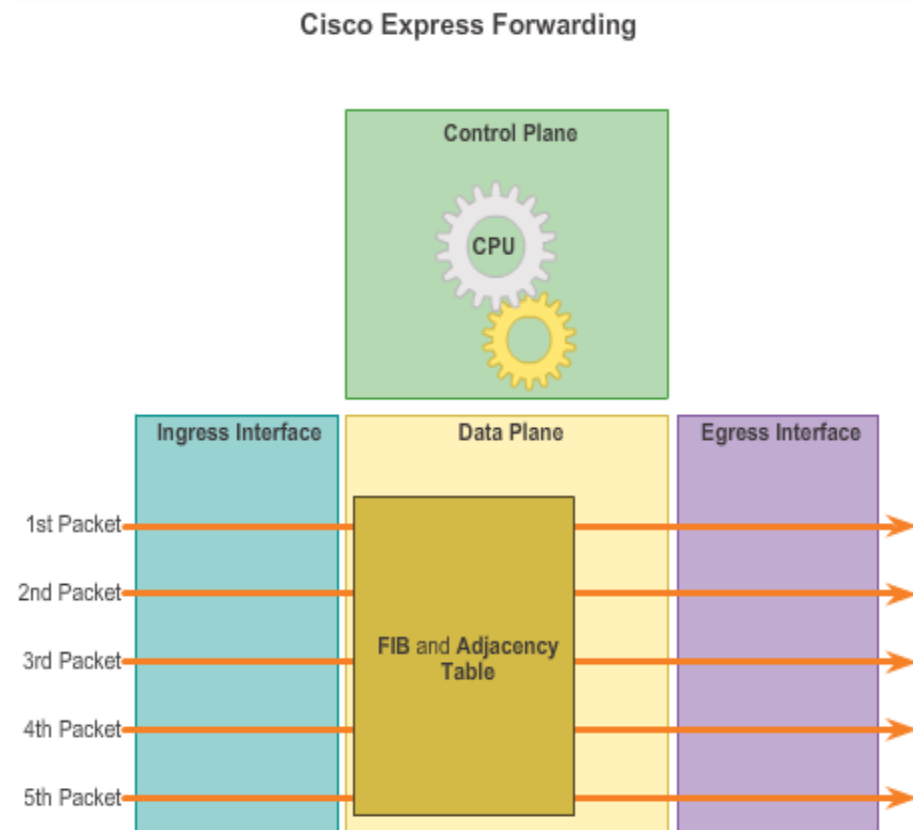 Cisco Express Forwarding
Control Plane
CPU
Ingress Interface
Data Plane
Egress Interface
1st Packet
2nd Packet
3rd Packet
FIB and Adjacency
Table
4th Packet
5th Packet